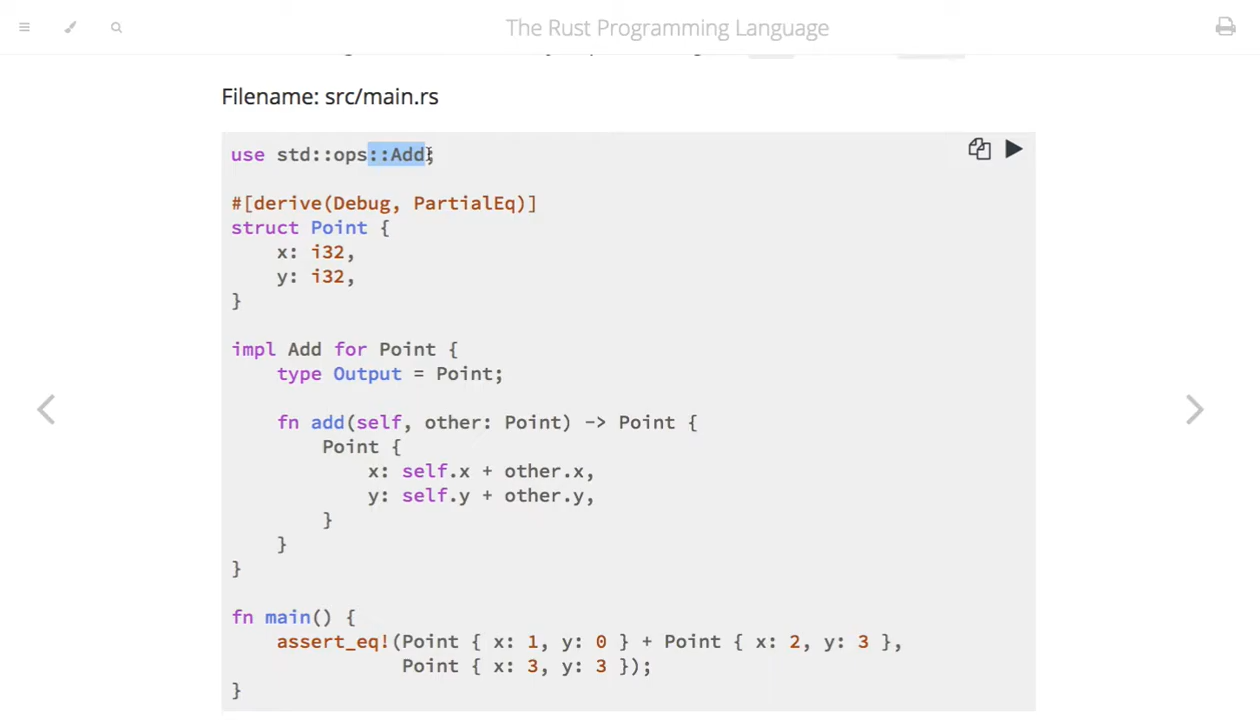 The Rust Programming Language
Filename: src/main.rs
use std::ops::Add;
#[derive(Debug, PartialEq)]
struct Point {
    x: i32,
    y: i32,
}
impl Add for Point {
    type Output = Point;
    fn add(self, other: Point) -> Point {
        Point {
            x: self.x + other.x,
            y: self.y + other.y,
        }
    }
}
fn main() {
    assert_eq!(Point { x: 1, y: 0 } + Point { x: 2, y: 3 },
               Point { x: 3, y: 3 });
}